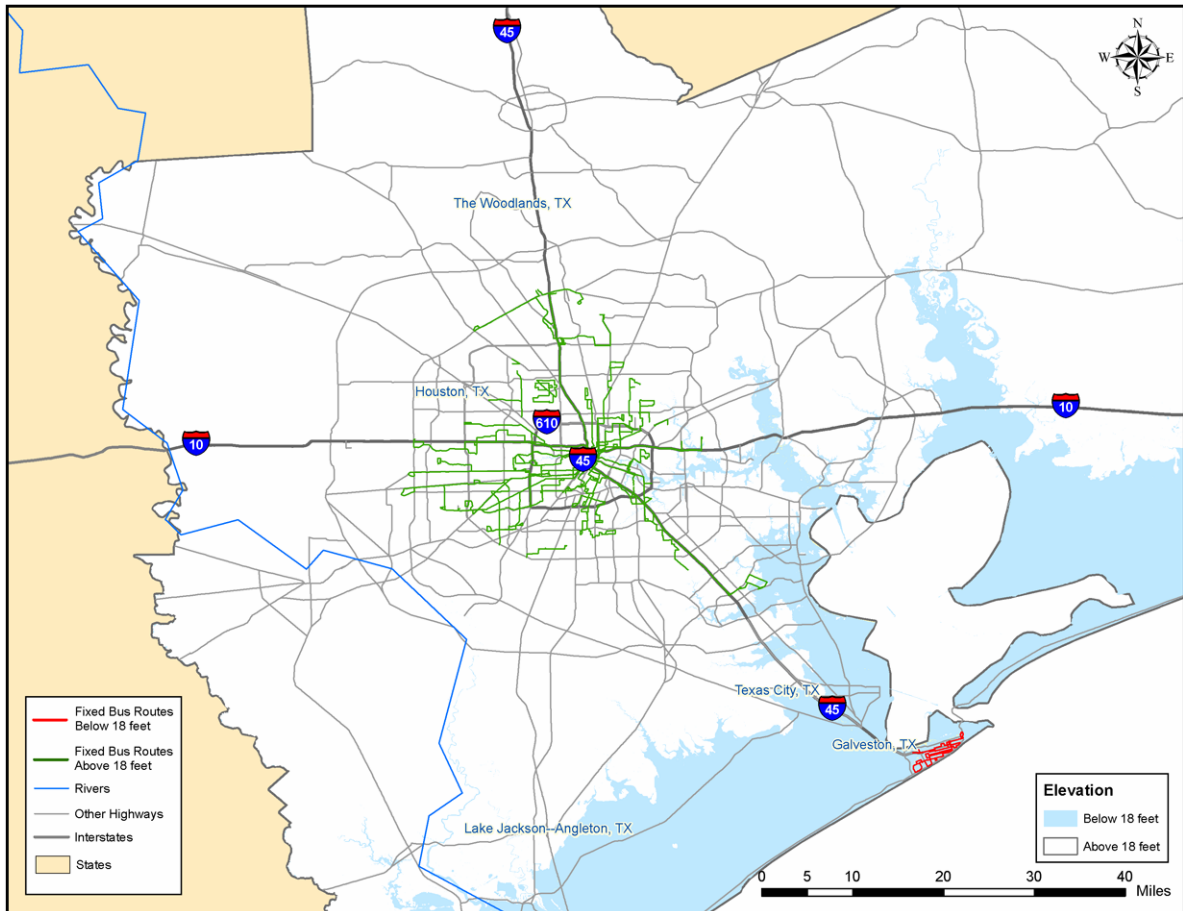 45
N
W E
S
The Woodlands, TX
Houston, TX
10
610
10
45
Texas City, TX
45
Galveston, TX
Lake Jackson--Angleton, TX
Fixed Bus Routes
Below 18 feet
Fixed Bus Routes
Above 18 feet
Rivers
Other Highways
Interstates
States
Elevation
Below 18 feet
Above 18 feet
0 5 10 20 30 40
Miles